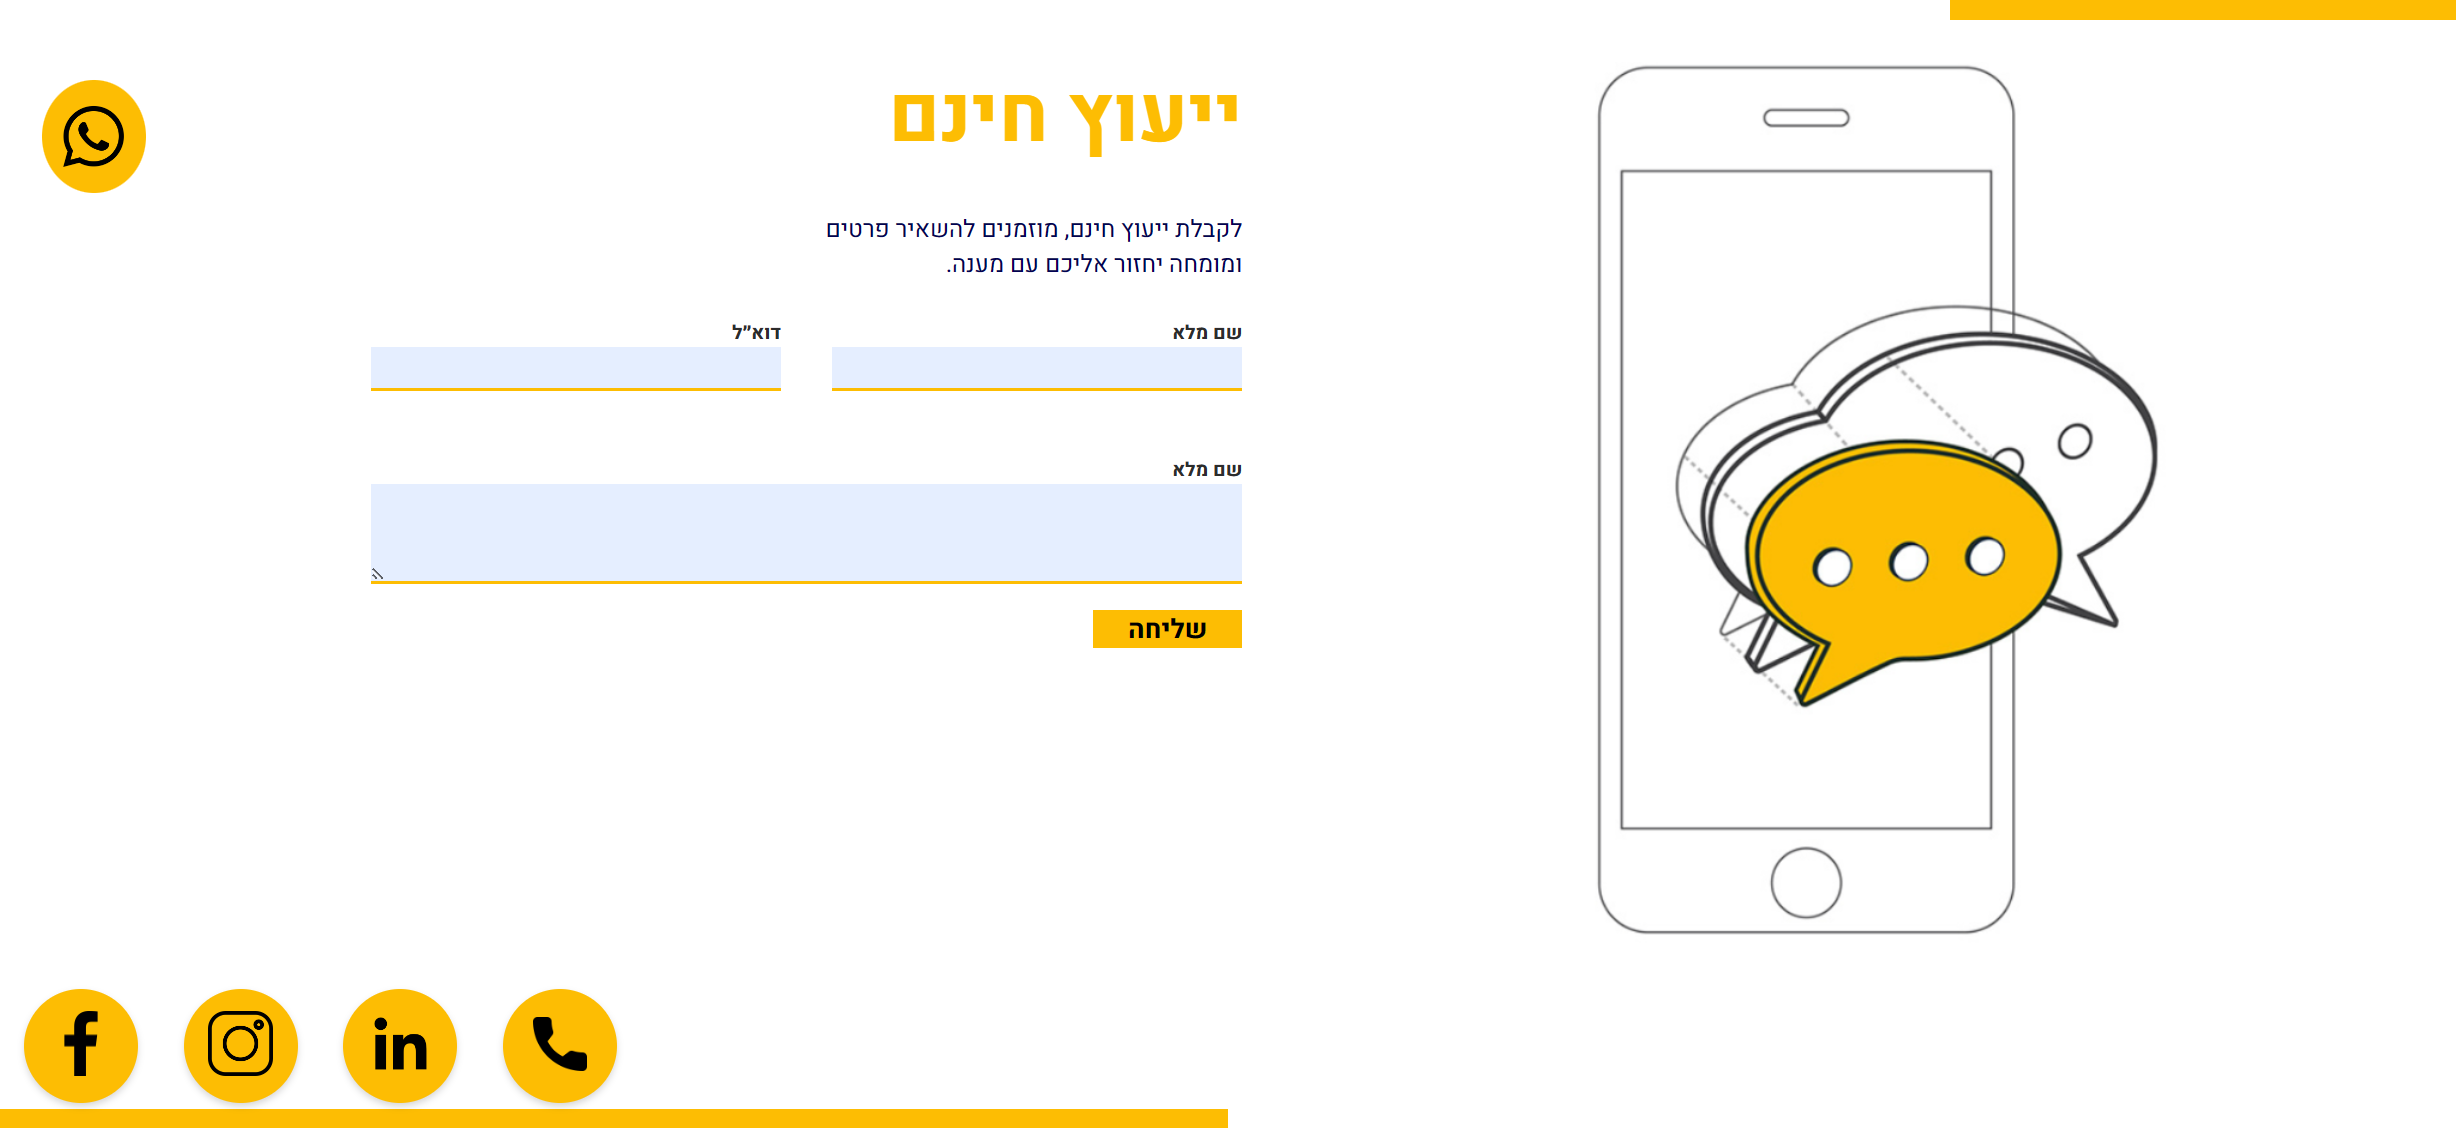 ייעוץ חינם
לקבלת ייעוץ חינם, מוזמנים להשאיר פרטים
ומומחה יחזור אליכם עם מענה.
שם מלא
דוא״ל
שם מלא
שליחה